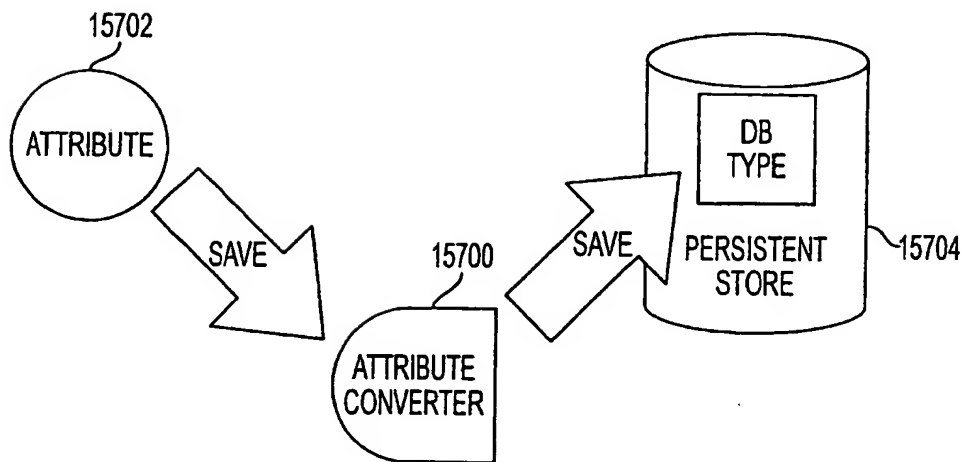 15702
ATTRIBUTE
SAVE
15700
ATTRIBUTE
CONVERTER
SAVE
DB
TYPE
PERSISTENT
STORE
15704